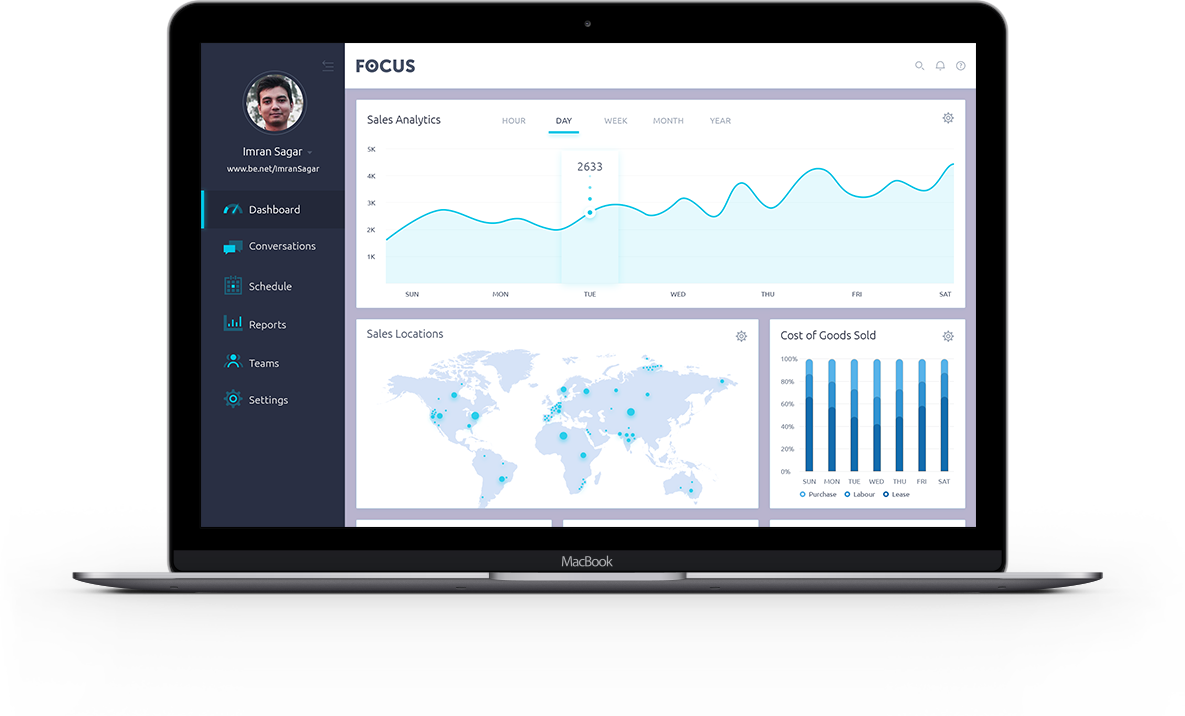 FOCUS
Imran Sagar
www.be.net/ImranSagar
Dashboard
Conversations
Schedule
Reports
Teams
Settings
Sales Analytics
HOUR DAY WEEK MONTH YEAR
5K
2633
4K
3K
2K
1K
SUN MON TUE WED THU FRI SAT
Sales Locations
Cost of Goods Sold
100%
80%
60%
40%
20%
0%
SUN MON TUE WED THU FRI SAT
Purchase Labour Lease
MacBook